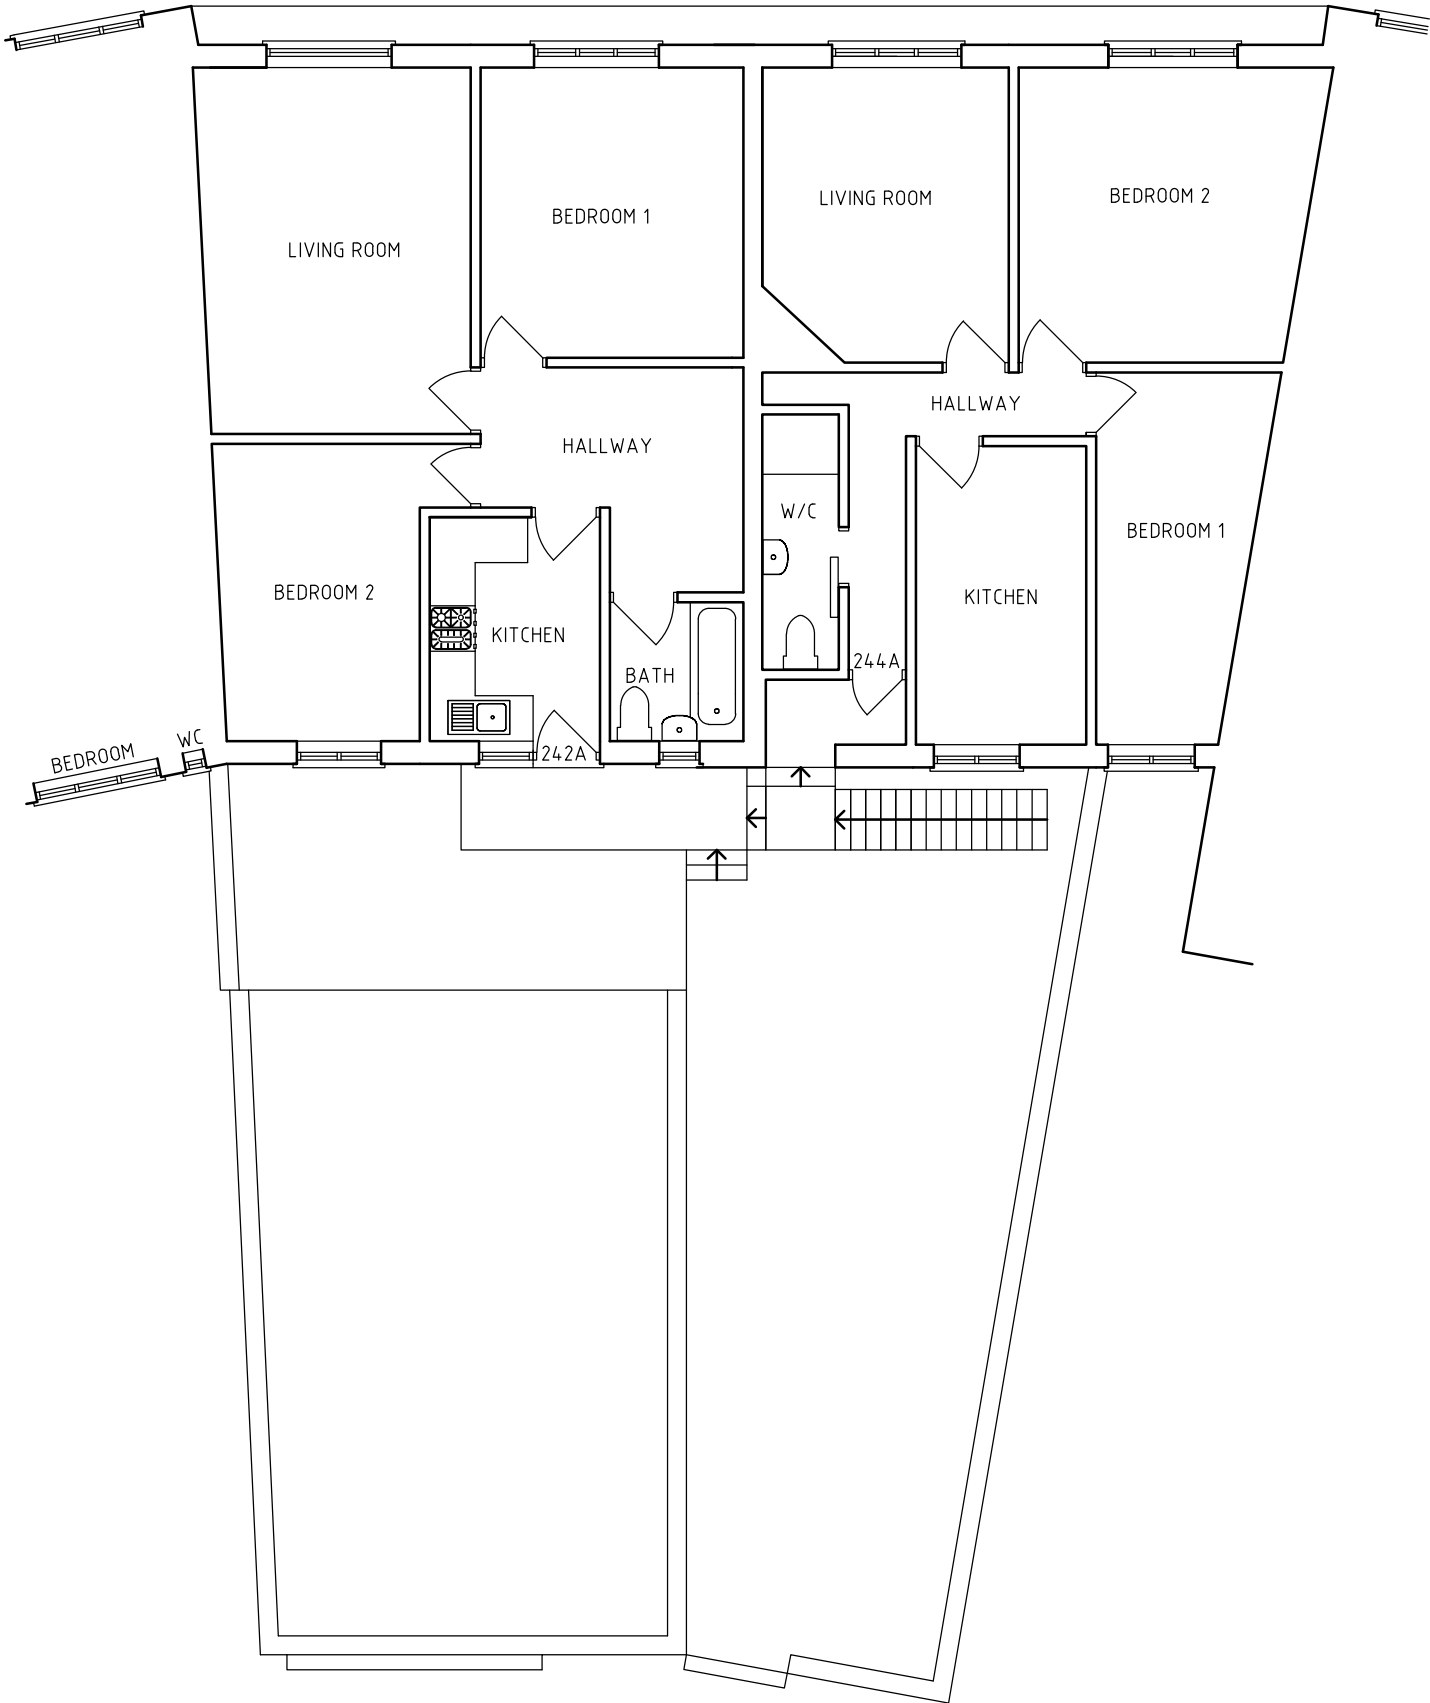 BEDROOM 2
LIVING ROOM
BEDROOM 1
LIVING ROOM
HALLWAY
HALLWAY
W/C
BEDROOM 1
BEDROOM 2
KITCHEN
KITCHEN
BATH
244A
WC
BEDROOM
242A